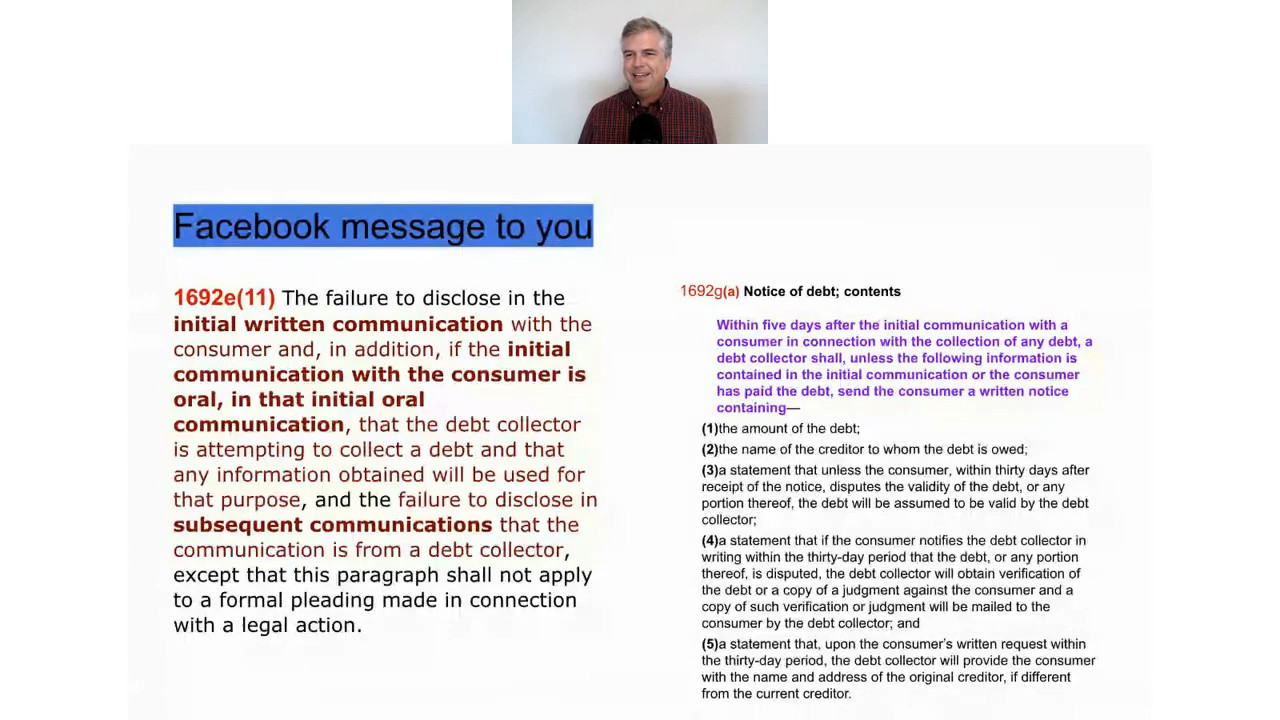 Facebook message to you
1692e(11) The failure to disclose in the
initial written communication with the
consumer and, in addition, if the initial
communication with the consumer is
oral, in that initial oral
communication, that the debt collector
is attempting to collect a debt and that
any information obtained will be used for
that purpose, and the failure to disclose in
subsequent communications that the
communication is from a debt collector,
except that this paragraph shall not apply
to a formal pleading made in connection
with a legal action.
1692g(a) Notice of debt; contents
Within five days after the initial communication with a
consumer in connection with the collection of any debt, a
debt collector shall, unless the following information is
contained in the initial communication or the consumer
has paid the debt, send the consumer a written notice
containing—
(1)the amount of the debt;
(2)the name of the creditor to whom the debt is owed;
(3)a statement that unless the consumer, within thirty days after
receipt of the notice, disputes the validity of the debt, or any
portion thereof, the debt will be assumed to be valid by the debt
collector;
(4)a statement that if the consumer notifies the debt collector in
writing within the thirty-day period that the debt, or any portion
thereof, is disputed, the debt collector will obtain verification of
the debt or a copy of a judgment against the consumer and a
copy of such verification or judgment will be mailed to the
consumer by the debt collector; and
(5)a statement that, upon the consumer's written request within
the thirty-day period, the debt collector will provide the consumer
with the name and address of the original creditor, if different
from the current creditor.